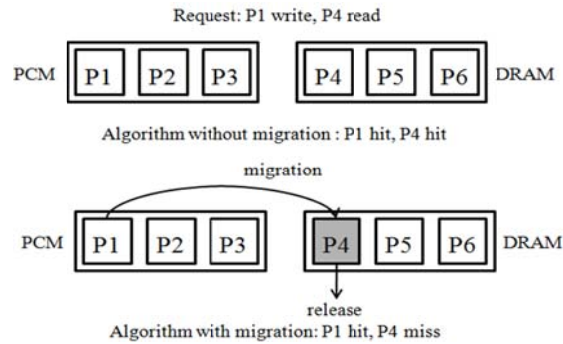 Request: P1 write, P4 read
PCM P1 P2 P3 P4 P5 P6 DRAM
Algorithm without migration : P1 hit, P4 hit
migration
PCM P1 P2 P3 P4 P5 P6 DRAM
release
Algorithm with migration: P1 hit, P4 miss